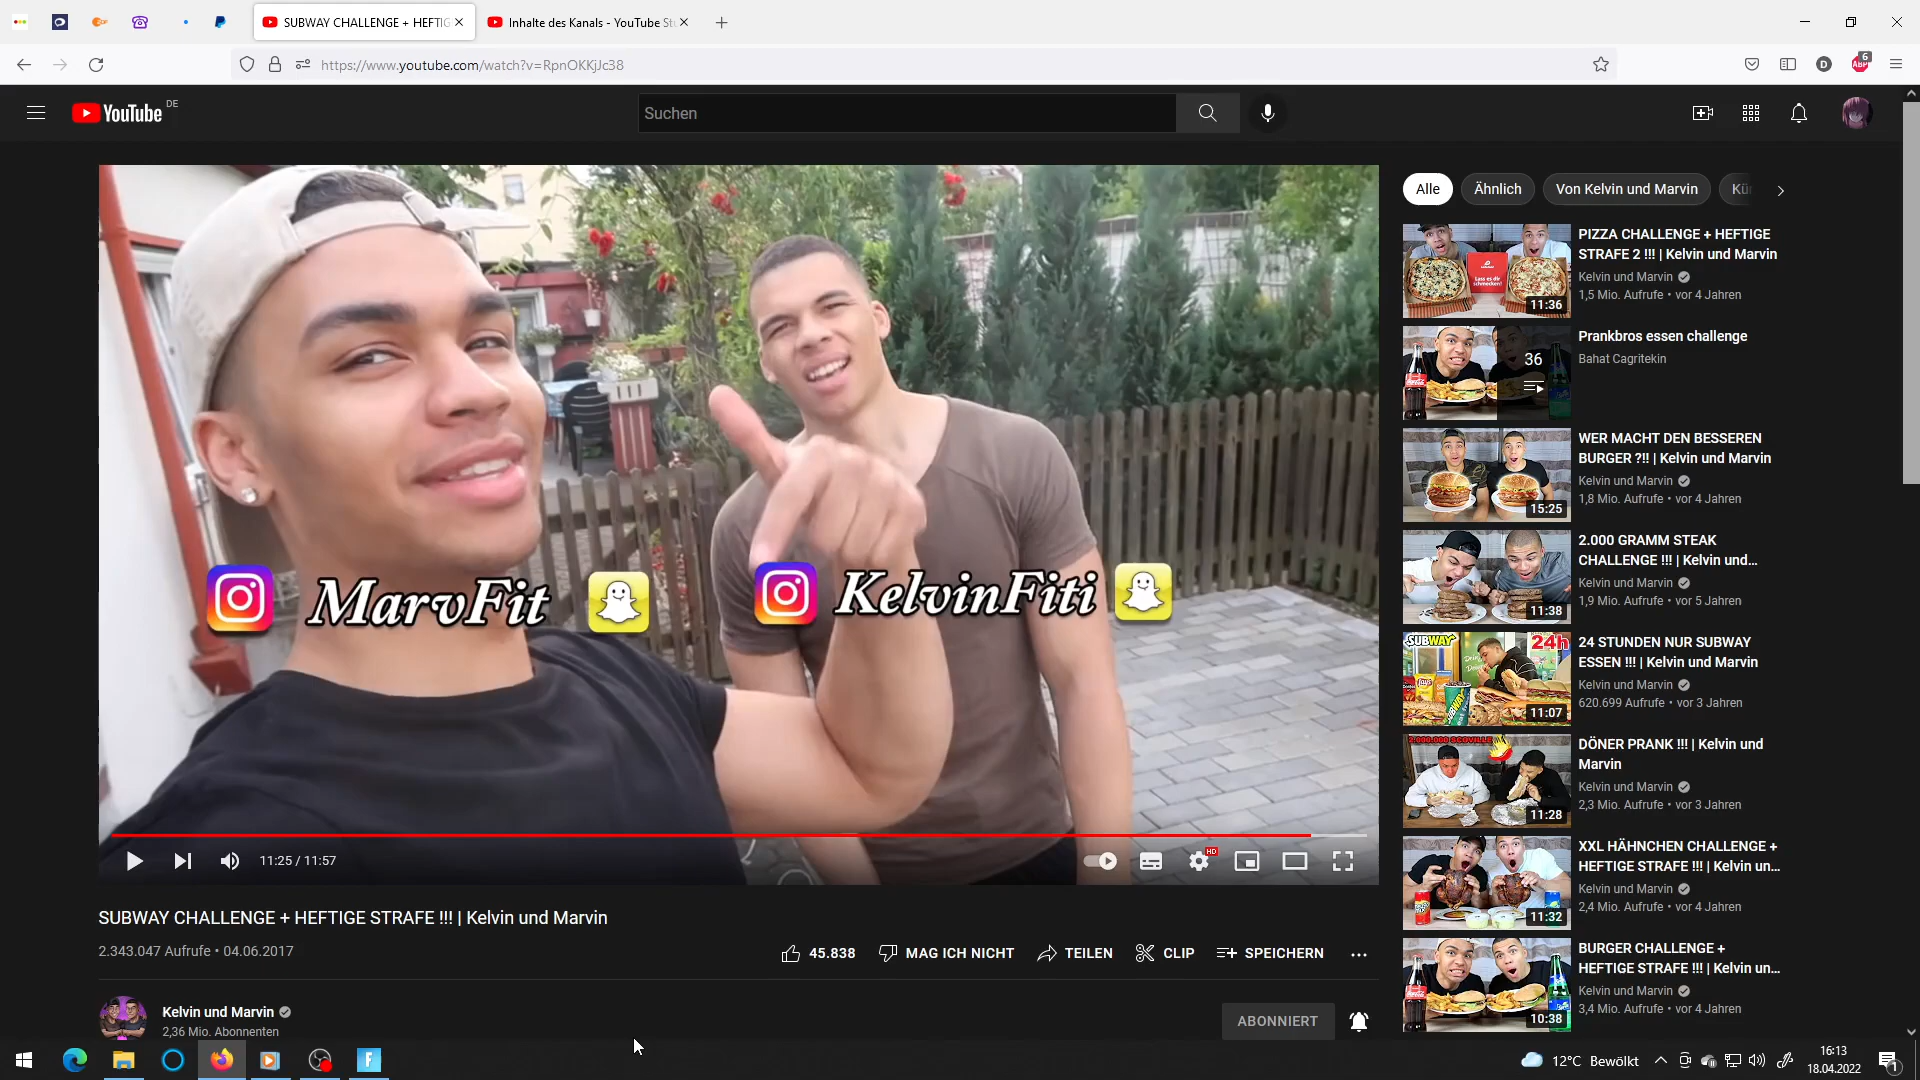 SUBWAY CHALLENGE + HEFTIG
Inhalte des Kanals - YouTube St
https://www.youtube.com/watch?v=RpnOKKjJc38
D
ABP
6
YouTube DE
Suchen
MarvFit
KelvinFiti
11:25 / 11:57
HD
SUBWAY CHALLENGE + HEFTIGE STRAFE !!! | Kelvin und Marvin
2.343.047 Aufrufe • 04.06.2017
45.838
MAG ICH NICHT
TEILEN
CLIP
SPEICHERN
Kelvin und Marvin
2,36 Mio. Abonnenten
ABONNIERT
Alle
Ähnlich
Von Kelvin und Marvin
Kür
PIZZA CHALLENGE + HEFTIGE
STRAFE 2 !!! | Kelvin und Marvin
Kelvin und Marvin
1,5 Mio. Aufrufe • vor 4 Jahren
11:36
Prankbros essen challenge
Bahat Cagritekin
36
WER MACHT DEN BESSEREN
BURGER ?!! | Kelvin und Marvin
Kelvin und Marvin
1,8 Mio. Aufrufe • vor 4 Jahren
15:25
2.000 GRAMM STEAK
CHALLENGE !!! | Kelvin und...
Kelvin und Marvin
1,9 Mio. Aufrufe • vor 5 Jahren
11:38
SUBWAY
24h
24 STUNDEN NUR SUBWAY
ESSEN !!! | Kelvin und Marvin
Kelvin und Marvin
620.699 Aufrufe • vor 3 Jahren
11:07
DÖNER PRANK !!! | Kelvin und
Marvin
Kelvin und Marvin
2,3 Mio. Aufrufe • vor 3 Jahren
11:28
XXL HÄHNCHEN CHALLENGE +
HEFTIGE STRAFE !!! | Kelvin un...
Kelvin und Marvin
2,4 Mio. Aufrufe • vor 4 Jahren
11:32
BURGER CHALLENGE +
HEFTIGE STRAFE !!! | Kelvin un...
Kelvin und Marvin
3,4 Mio. Aufrufe • vor 4 Jahren
10:38
12°C Bewölkt
16:13
18.04.2022
1